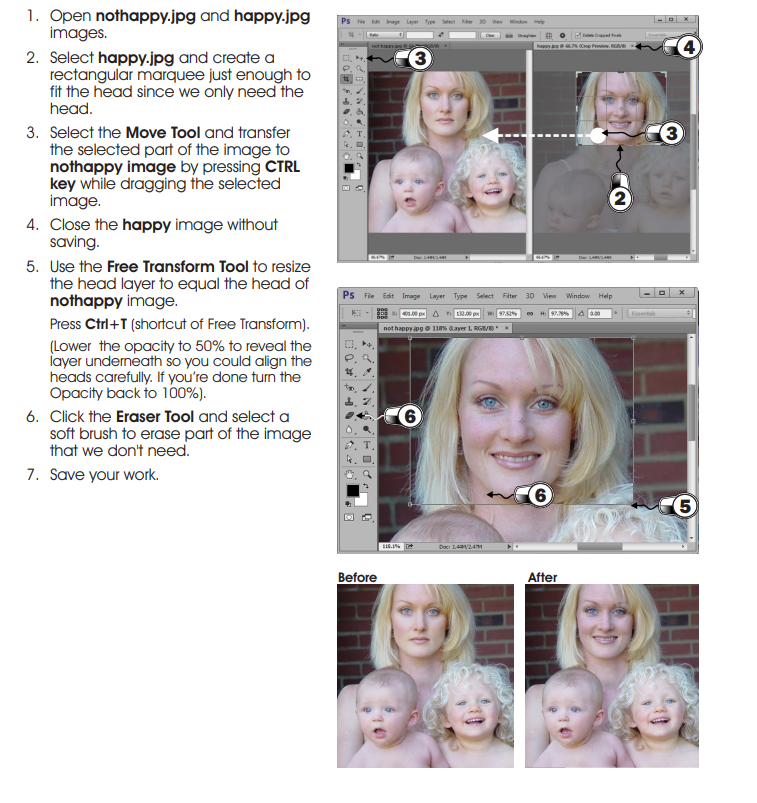 1. Open nothappy.jpg and happy.jpg
images.
2. Select happy.jpg and create a
rectangular marquee just enough to
fit the head since we only need the
head.
3. Select the Move Tool and transfer
the selected part of the image to
nothappy image by pressing CTRL
key while dragging the selected
image.
4. Close the happy image without
saving.
5. Use the Free Transform Tool to resize
the head layer to equal the head of
nothappy image.
Press Ctrl+T (shortcut of Free Transform).
(Lower the opacity to 50% to reveal the
layer underneath so you could align the
heads carefully. If you're done turn the
Opacity back to 100%).
6. Click the Eraser Tool and select a
soft brush to erase part of the image
that we don't need.
7. Save your work.
Ps File Edit Image Layer Type Select Filter 3D View Window Help
Ratio Clear Straighten Delete Cropped Pixels Essentials
happy.jpg @ 66.7% (Crop Preview, RGB/8) ×
4
3
3
2
66.67% Doc: 1.44M/1.44M 66.67% Doc: 1.44M/1.44M
Ps File Edit Image Layer Type Select Filter 3D View Window Help
X: 401.00 px Y: 132.00 px W: 97.52% H: 97.78% 0.00 Essentials
not happy.jpg @ 118% (Layer 1, RGB/8) * ×
T
6
6
5
118.1% Doc: 1.44M/2.47M
Before After